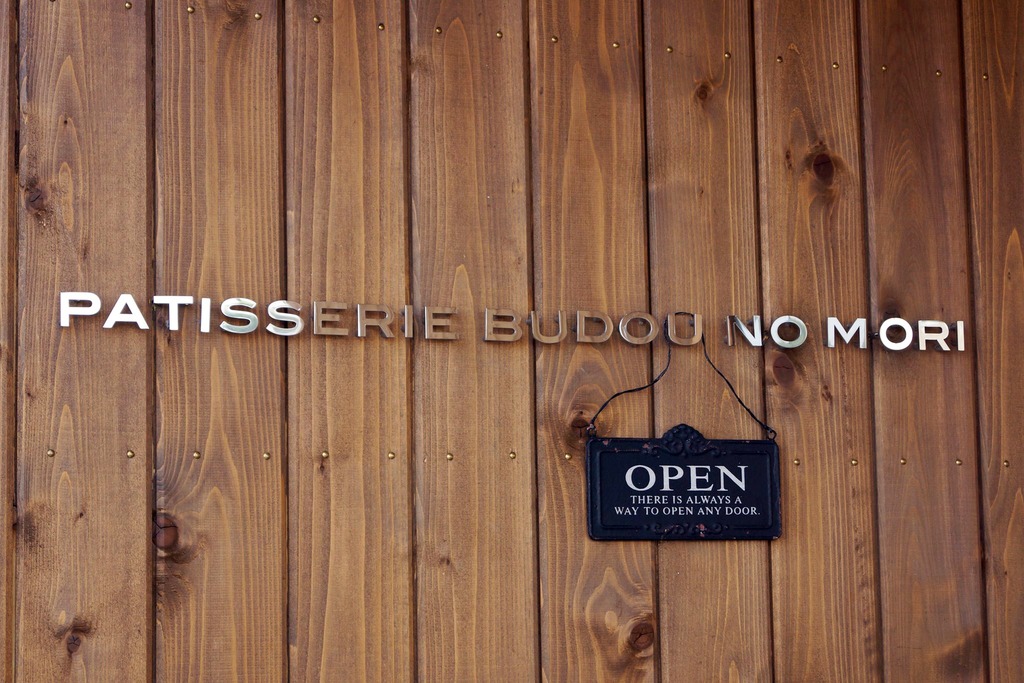 PATISSERIE BUDOU NO MORI
OPEN
THERE IS ALWAYS A
WAY TO OPEN ANY DOOR.